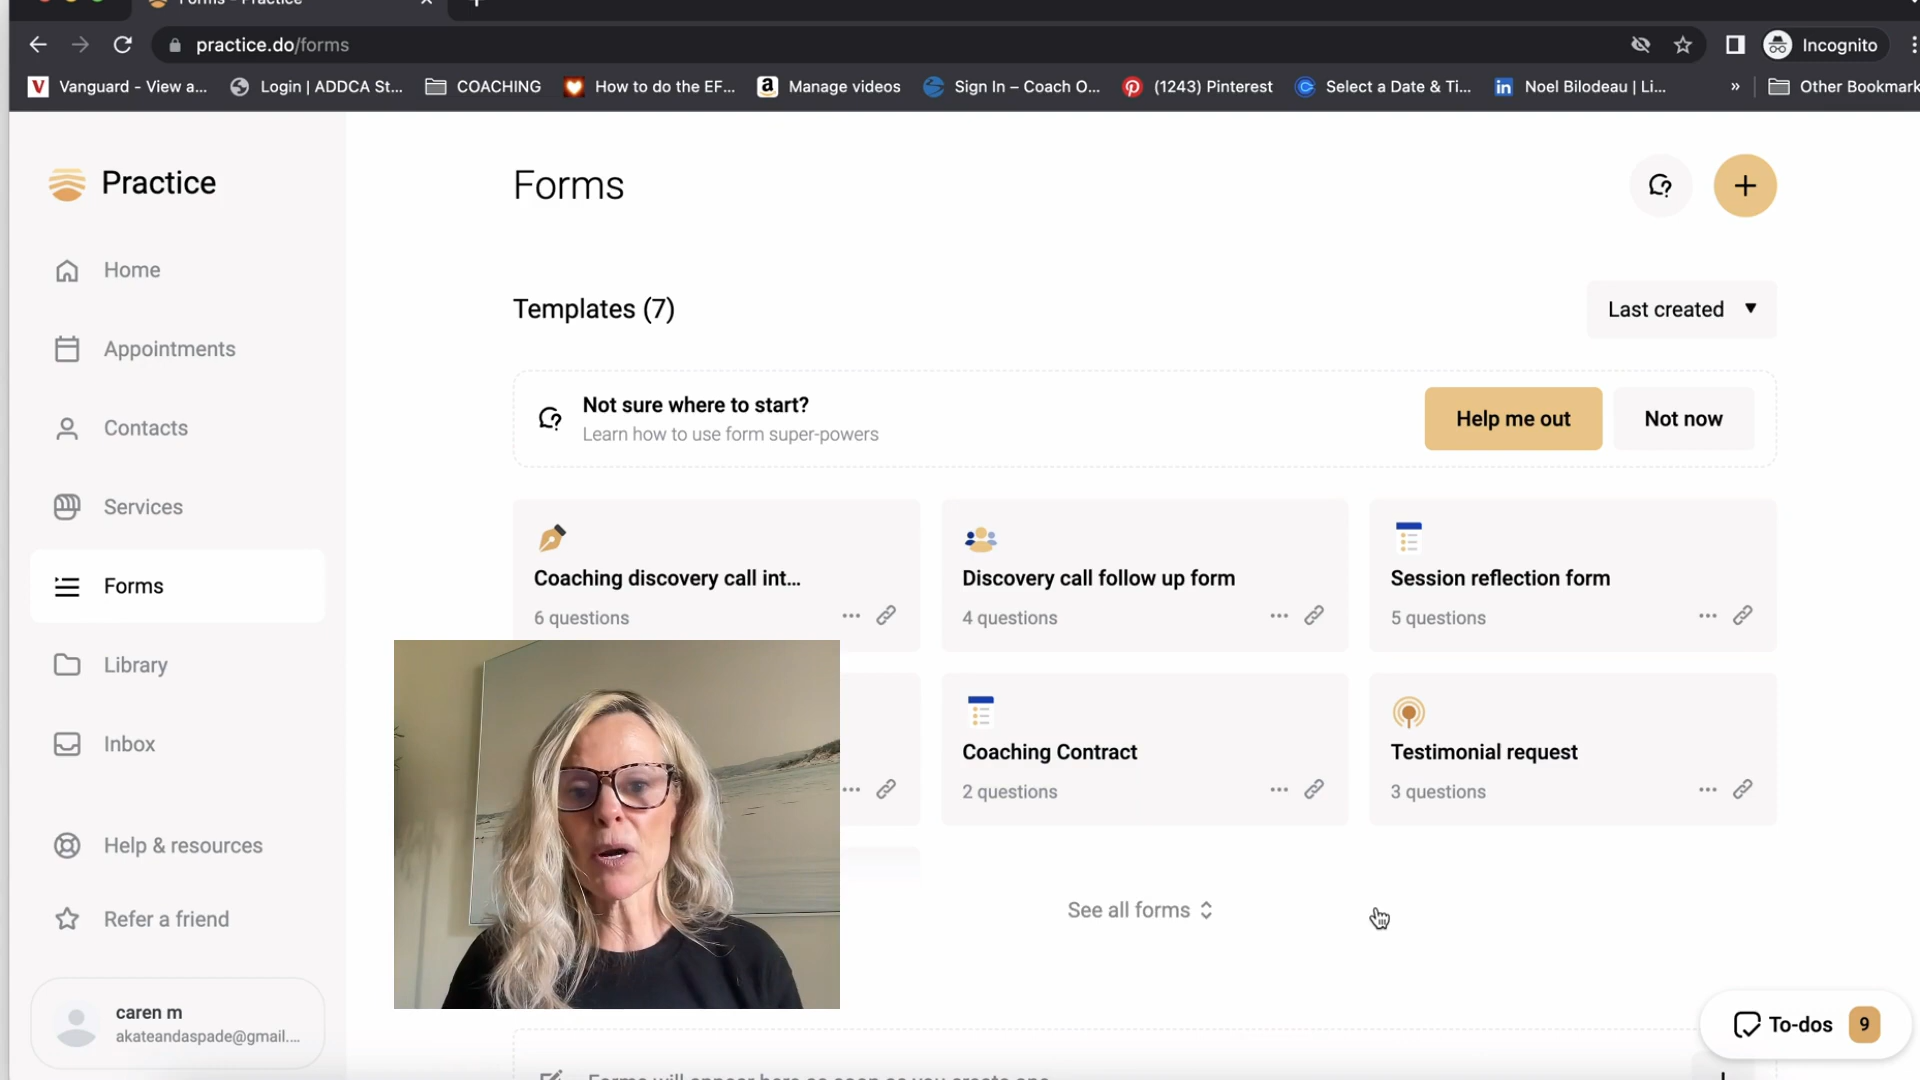 Forms - Practice
practice.do/forms
Incognito
Vanguard - View a...
Login | ADDCA St...
COACHING
How to do the EF...
Manage videos
Sign In – Coach O...
(1243) Pinterest
Select a Date & Ti...
Noel Bilodeau | Li...
»
Other Bookmark
Practice
Forms
Home
Appointments
Contacts
Services
Forms
Library
Inbox
Help & resources
Refer a friend
caren m
akateandaspade@gmail....
Templates (7)
Last created
Not sure where to start?
Learn how to use form super-powers
Help me out
Not now
Coaching discovery call int...
6 questions
Discovery call follow up form
4 questions
Session reflection form
5 questions
Coaching Contract
2 questions
Testimonial request
3 questions
See all forms
To-dos 9
Forms will appear here as soon as you create one